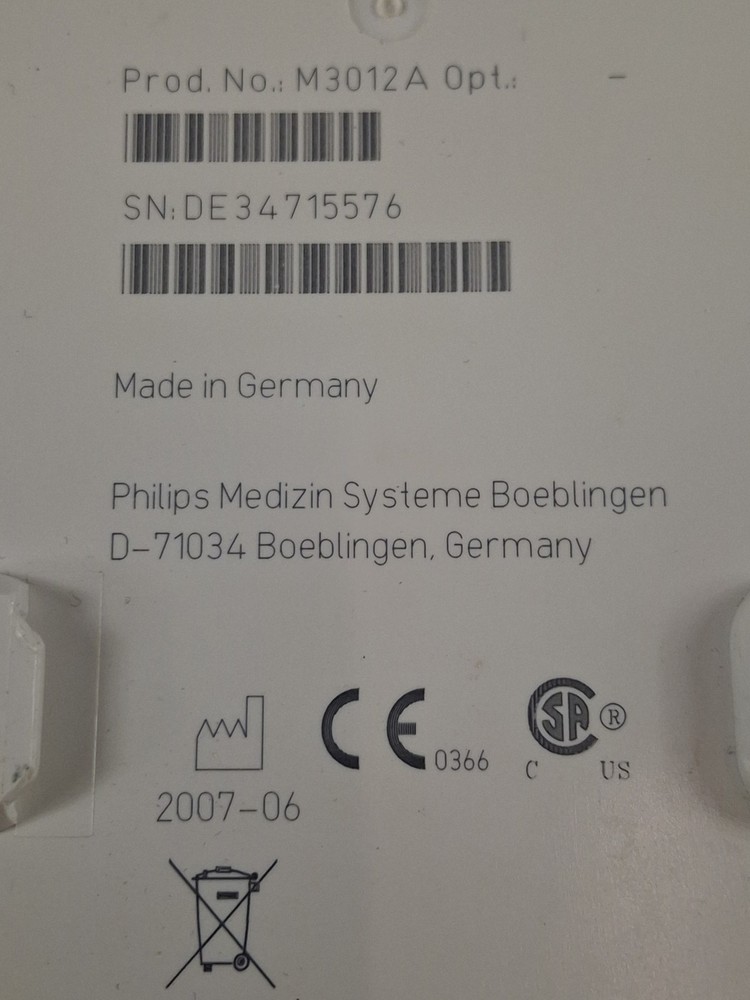 Prod. No.: M3012A Opt.: –
SN:DE34715576
Made in Germany
Philips Medizin Systeme Boeblingen
D–71034 Boeblingen, Germany
CE 0366
SA ®
C US
2007–06